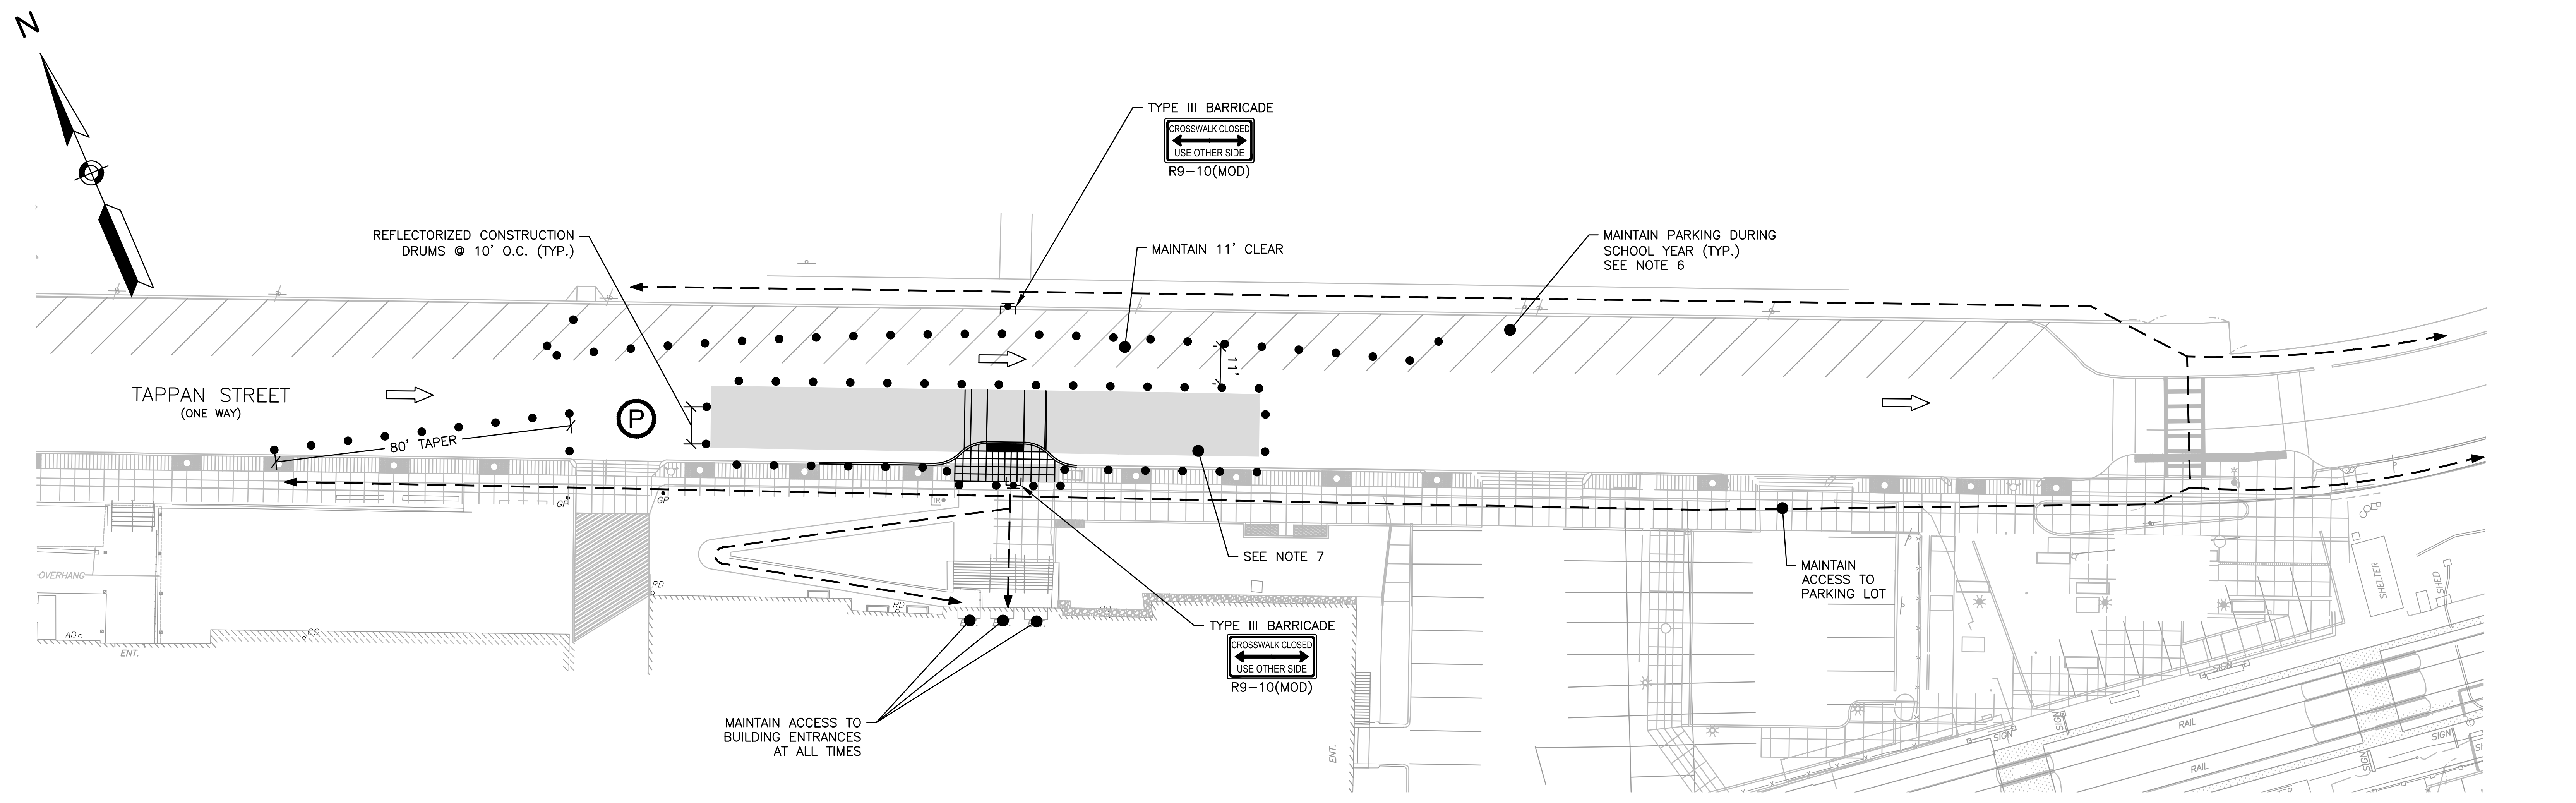 N
TYPE III BARRICADE
CROSSWALK CLOSED
USE OTHER SIDE
R9-10(MOD)
REFLECTORIZED CONSTRUCTION
DRUMS @ 10' O.C. (TYP.)
MAINTAIN 11' CLEAR
MAINTAIN PARKING DURING
SCHOOL YEAR (TYP.)
SEE NOTE 6
11'
TAPPAN STREET
(ONE WAY)
P
80' TAPER
GP
GP
TR
SEE NOTE 7
MAINTAIN
ACCESS TO
PARKING LOT
OVERHANG
RD
RD
SHELTER
SHED
AD
CO
ENT.
TYPE III BARRICADE
CROSSWALK CLOSED
USE OTHER SIDE
R9-10(MOD)
MAINTAIN ACCESS TO
BUILDING ENTRANCES
AT ALL TIMES
ENT.
SIGN
SIGN
SIGN
RAIL
SIGN
SIGN
RAIL